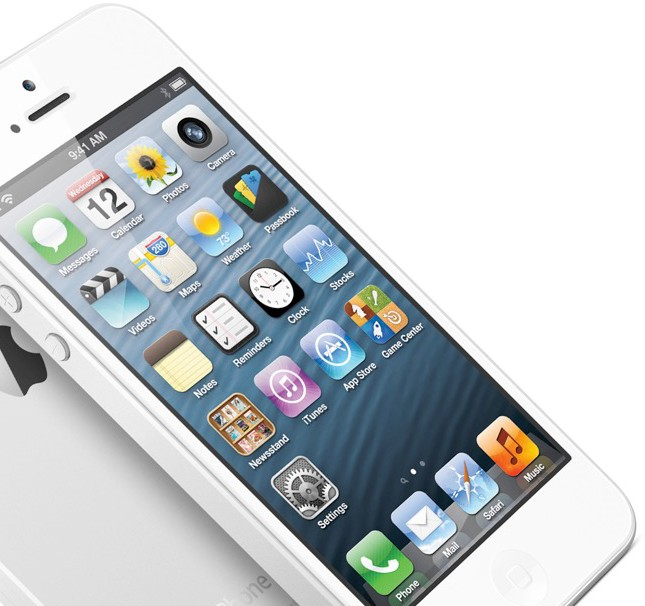 9:41 AM
Messages
Wednesday
12
Calendar
Photos
Camera
Videos
280
Maps
73°
Weather
Passbook
Notes
Reminders
Clock
Stocks
Newsstand
iTunes
App Store
Game Center
Settings
Phone
Mail
Safari
Music